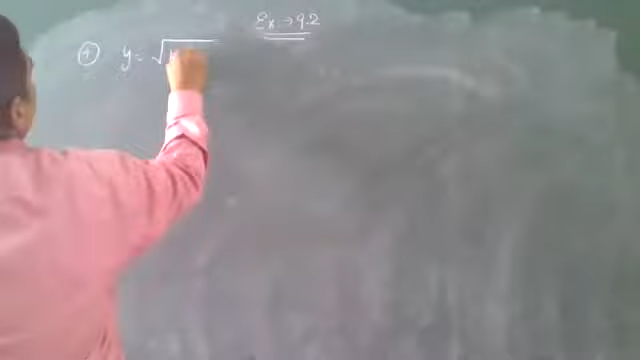 Ex → 9.2
④ y = √